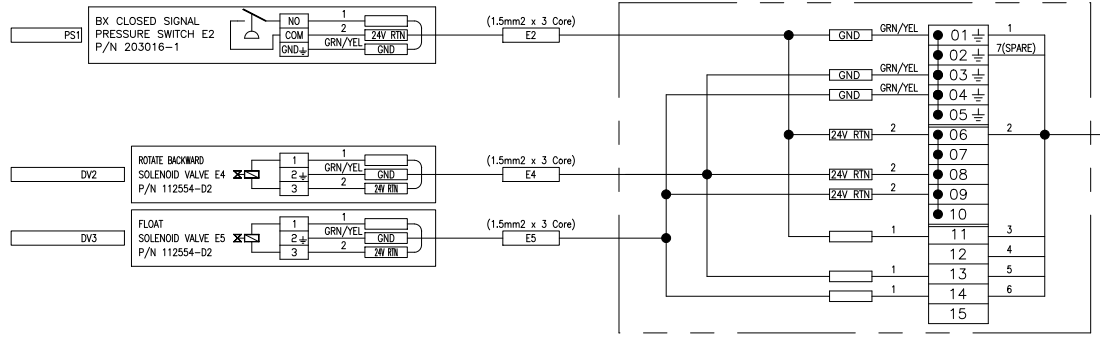 PS1
BX CLOSED SIGNAL
PRESSURE SWITCH E2
P/N 203016-1
NO
COM
GND
1
2
GRN/YEL
24V RTN
GND
(1.5mm2 x 3 Core)
E2
DV2
ROTATE BACKWARD
SOLENOID VALVE E4
P/N 112554-D2
1
2
3
1
GRN/YEL
2
GND
24V RTN
(1.5mm2 x 3 Core)
E4
DV3
FLOAT
SOLENOID VALVE E5
P/N 112554-D2
1
2
3
1
GRN/YEL
2
GND
24V RTN
(1.5mm2 x 3 Core)
E5
GND GRN/YEL 01 1
02 7(SPARE)
GND GRN/YEL 03
GND GRN/YEL 04
05
24V RTN 2 06 2
07
24V RTN 2 08
24V RTN 2 09
10
1 11 3
12 4
1 13 5
1 14 6
15